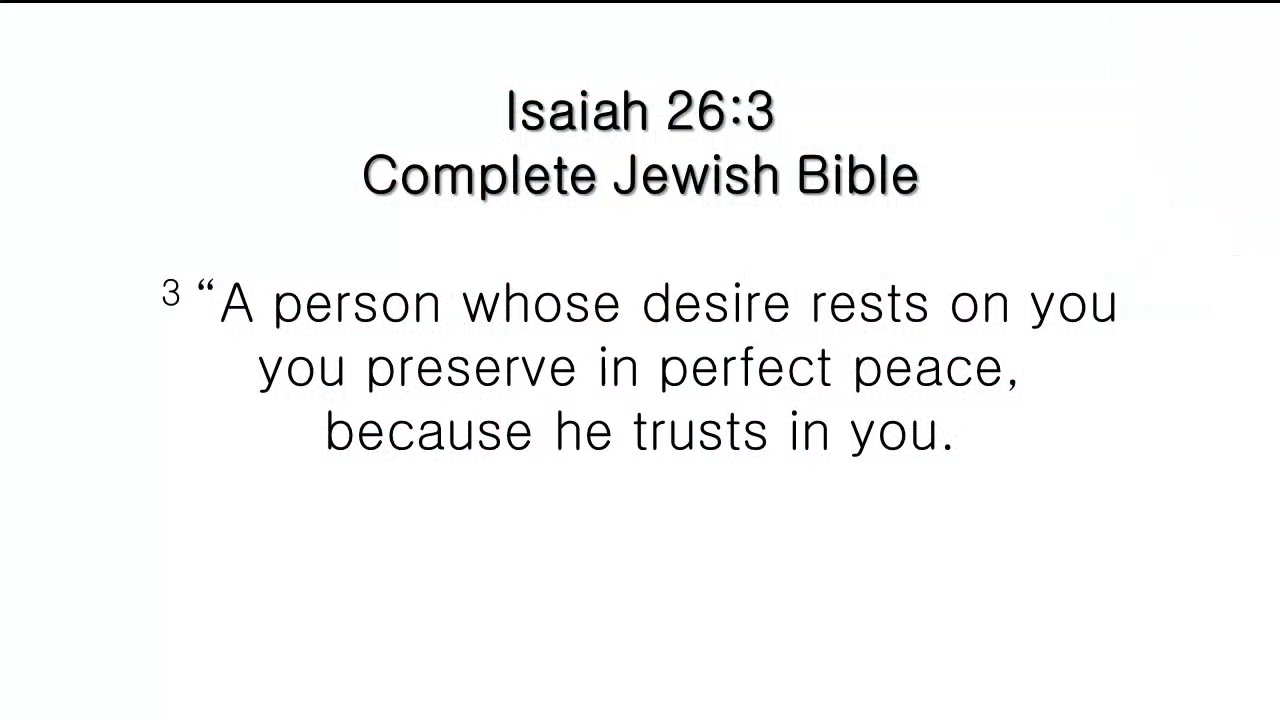 Isaiah 26:3
Complete Jewish Bible
3 “A person whose desire rests on you
you preserve in perfect peace,
because he trusts in you.